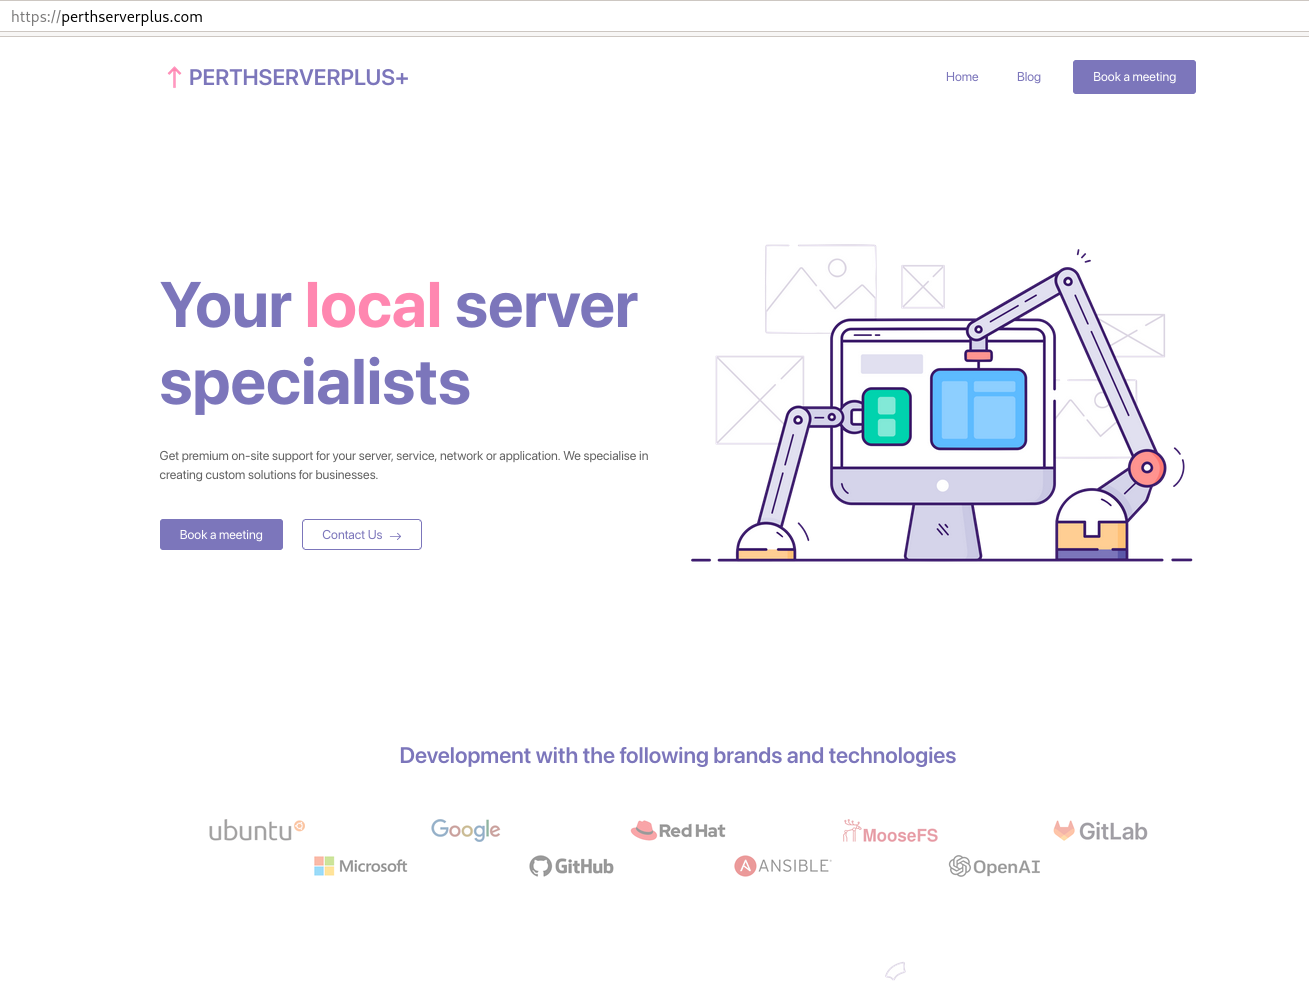 https://perthserverplus.com
PERTHSERVERPLUS+
Home
Blog
Book a meeting
Your local server
specialists
Get premium on-site support for your server, service, network or application. We specialise in
creating custom solutions for businesses.
Book a meeting
Contact Us →
Development with the following brands and technologies
ubuntu
Google
Red Hat
MooseFS
GitLab
Microsoft
GitHub
ANSIBLE
OpenAI